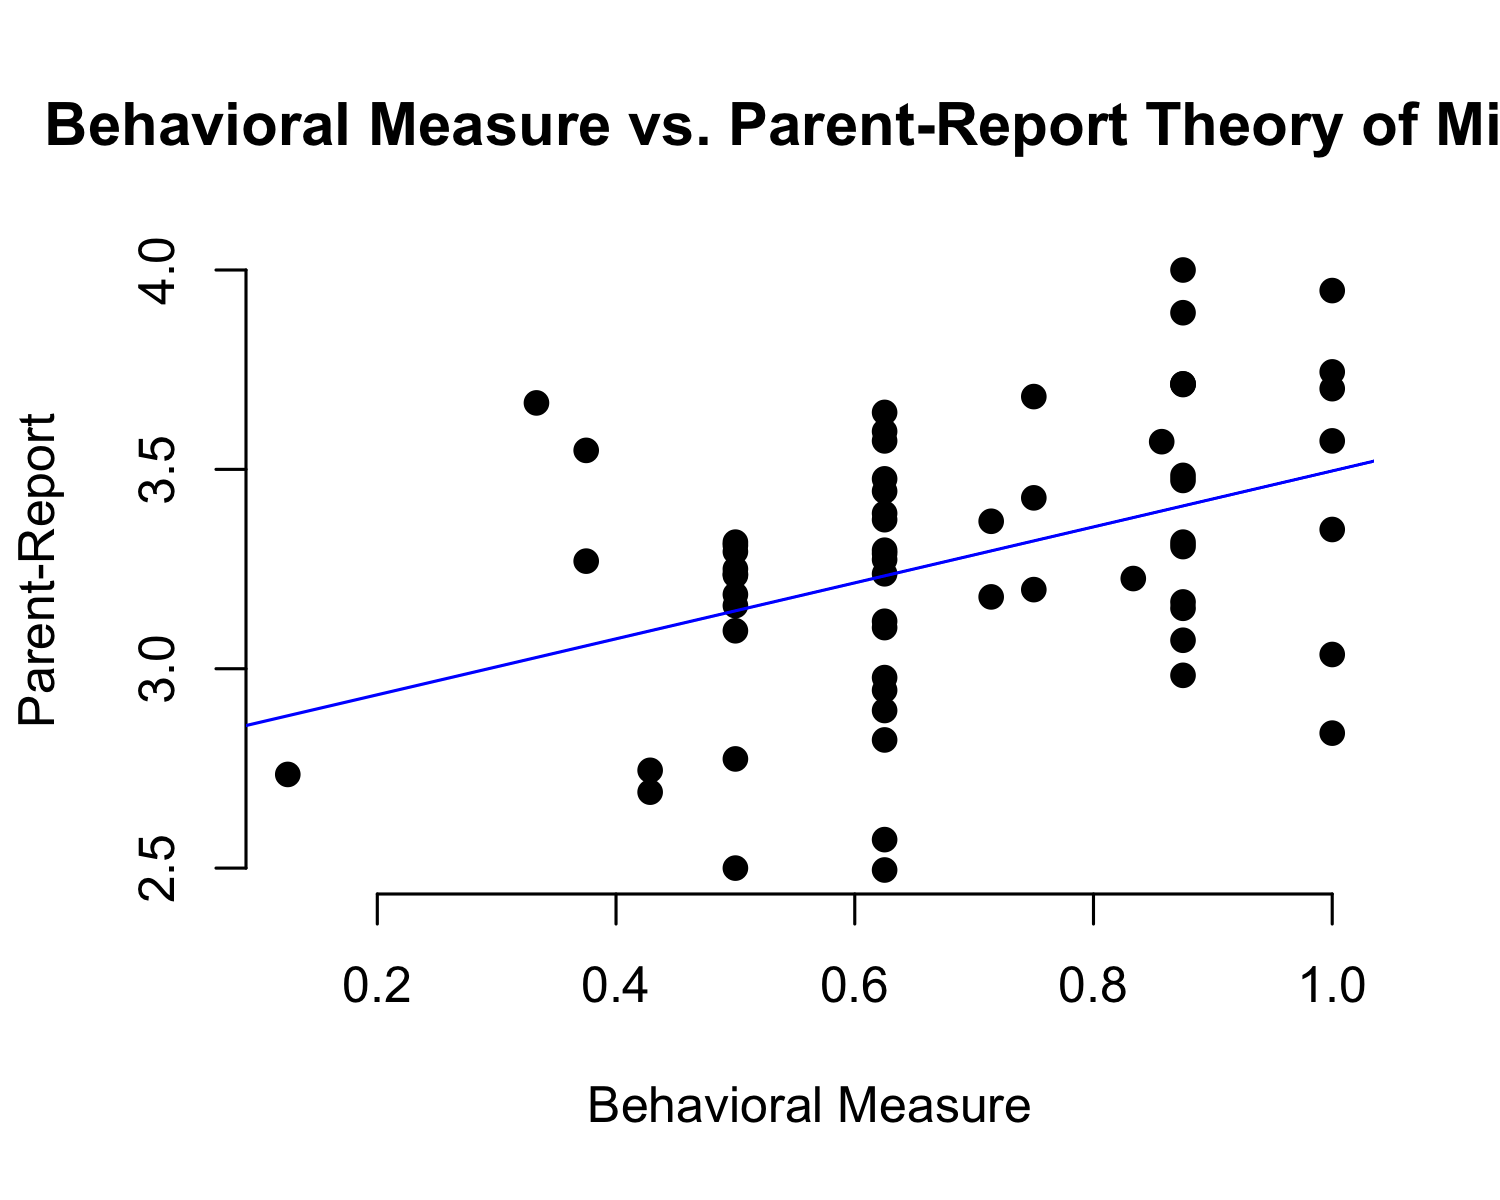 Behavioral Measure vs. Parent-Report Theory of Mi
4.0
3.5
3.0
2.5
Parent-Report
0.2 0.4 0.6 0.8 1.0
Behavioral Measure